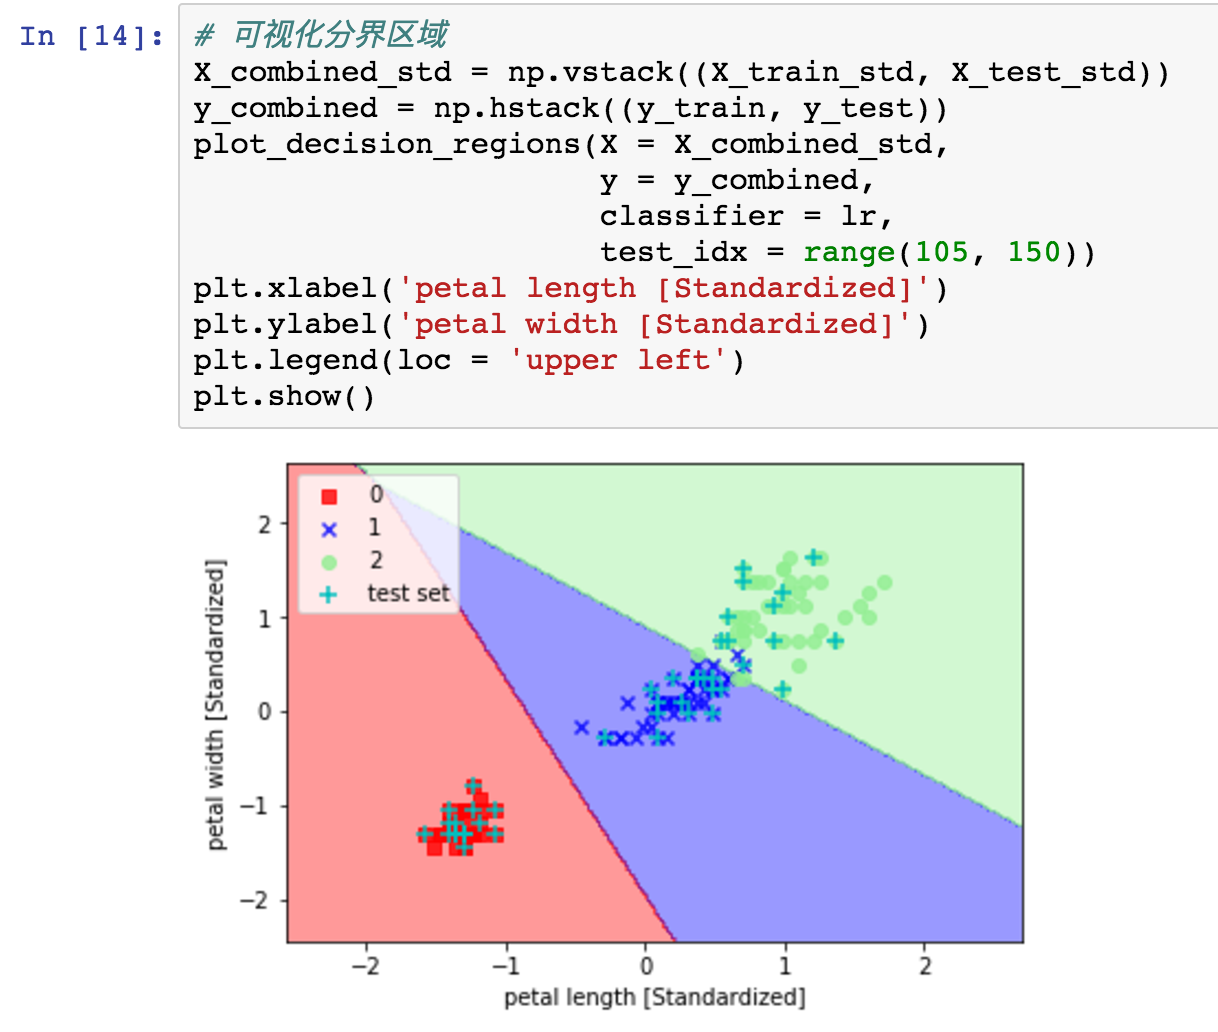 In [14]:
# 可视化分界区域
X_combined_std = np.vstack((X_train_std, X_test_std))
y_combined = np.hstack((y_train, y_test))
plot_decision_regions(X = X_combined_std,
                      y = y_combined,
                      classifier = lr,
                      test_idx = range(105, 150))
plt.xlabel('petal length [Standardized]')
plt.ylabel('petal width [Standardized]')
plt.legend(loc = 'upper left')
plt.show()
0
1
2
test set
petal width [Standardized]
2
1
0
−1
−2
−2 −1 0 1 2
petal length [Standardized]